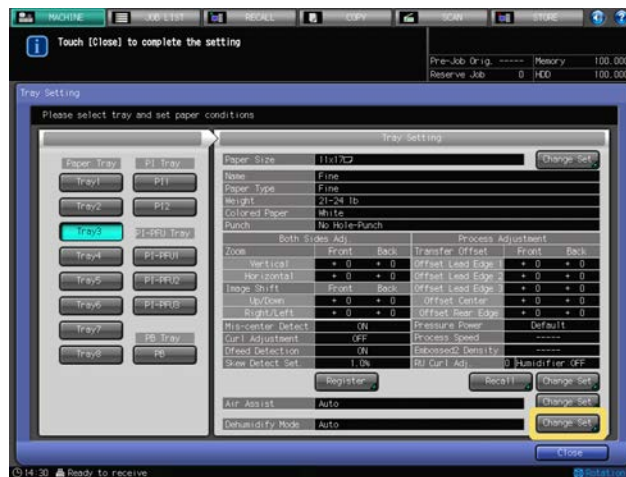 MACHINE JOB LIST RECALL COPY SCAN STORE
Touch [Close] to complete the setting
Pre-Job Orig. ----- Memory 100.000
Reserve Job 0 HDD 100.000
Tray Setting
Please select tray and set paper conditions
Paper Tray PI Tray
Tray1 PI1
Tray2 PI2
Tray3 PI-PFU Tray
Tray4 PI-PFU1
Tray5 PI-PFU2
Tray6 PI-PFU3
Tray7 PB Tray
Tray8 PB
Tray Setting
Paper Size 11x17 Change Set
Name Fine
Paper Type Fine
Weight 21-24 lb
Colored Paper White
Punch No Hole-Punch
Both Sides Adj. Process Adjustment
Zoom Front Back Transfer Offset Front Back
Vertical + 0 + 0 Offset Lead Edge 1 + 0 + 0
Horizontal + 0 + 0 Offset Lead Edge 2 + 0 + 0
Image Shift Front Back Offset Lead Edge 3 + 0 + 0
Up/Down + 0 + 0 Offset Center + 0 + 0
Right/Left + 0 + 0 Offset Rear Edge + 0 + 0
Mis-center Detect ON Pressure Power Default
Curl Adjustment OFF Process Speed -----
Dfeed Detection ON Embossed2 Density -----
Skew Detect Set. 1.0% RU Curl Adj. 0 Humidifier OFF
Register Recall Change Set
Air Assist Auto Change Set
Dehumidify Mode Auto Change Set
Close
14:30 Ready to receive Rotation